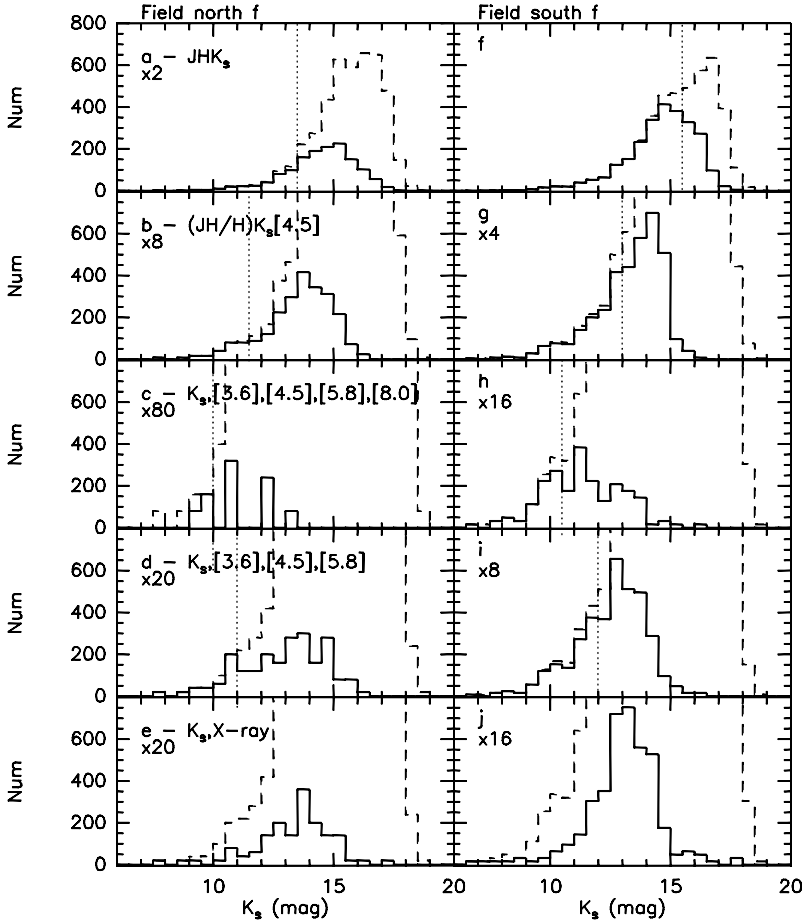 Field north f
Field south f
800
600
400
200
0
Num
a – JHKs
x2
f
600
400
200
0
Num
b – (JH/H)Ks[4.5]
x8
g
x4
600
400
200
0
Num
c – Ks,[3.6],[4.5],[5.8],[8.0]
x80
h
x16
600
400
200
0
Num
d – Ks,[3.6],[4.5],[5.8]
x20
i
x8
600
400
200
0
Num
e – Ks,X–ray
x20
j
x16
10
15
20
10
15
20
Ks (mag)
Ks (mag)